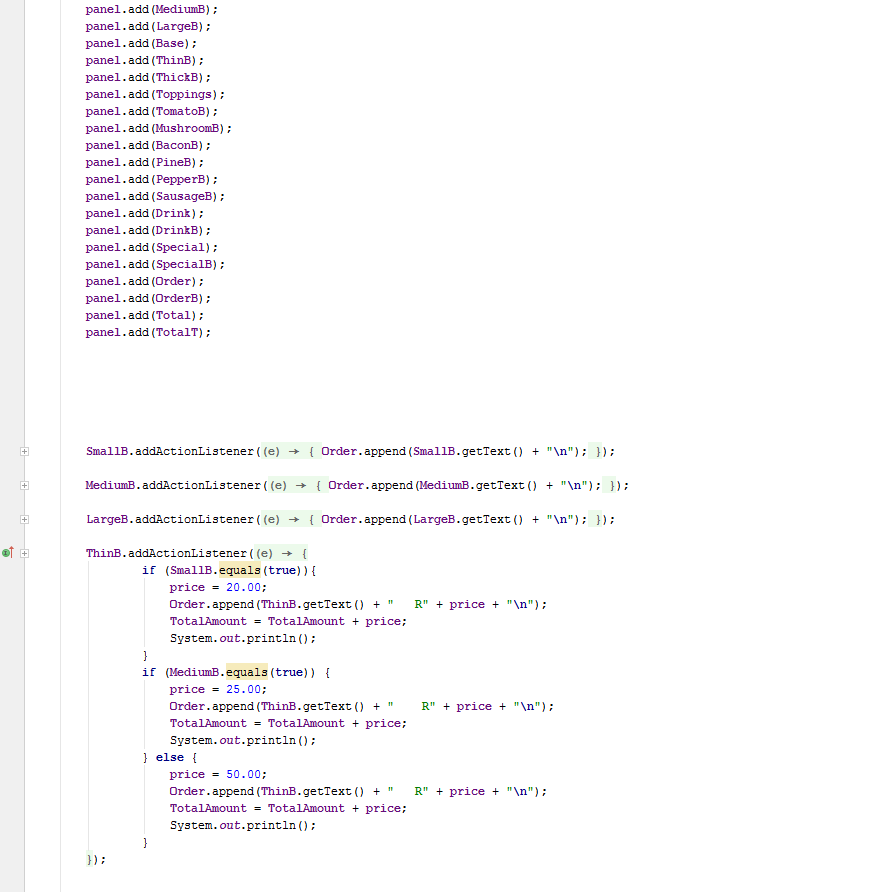 panel.add(MediumB);
panel.add(LargeB);
panel.add(Base);
panel.add(ThinB);
panel.add(ThickB);
panel.add(Toppings);
panel.add(TomatoB);
panel.add(MushroomB);
panel.add(BaconB);
panel.add(PineB);
panel.add(PepperB);
panel.add(SausageB);
panel.add(Drink);
panel.add(DrinkB);
panel.add(Special);
panel.add(SpecialB);
panel.add(Order);
panel.add(OrderB);
panel.add(Total);
panel.add(TotalT);
SmallB.addActionListener((e) → { Order.append(SmallB.getText() + "\n"); });
MediumB.addActionListener((e) → { Order.append(MediumB.getText() + "\n"); });
LargeB.addActionListener((e) → { Order.append(LargeB.getText() + "\n"); });
ThinB.addActionListener((e) → {
if (SmallB.equals(true)){
price = 20.00;
Order.append(ThinB.getText() + "   R" + price + "\n");
TotalAmount = TotalAmount + price;
System.out.println();
}
if (MediumB.equals(true)) {
price = 25.00;
Order.append(ThinB.getText() + "    R" + price + "\n");
TotalAmount = TotalAmount + price;
System.out.println();
} else {
price = 50.00;
Order.append(ThinB.getText() + "   R" + price + "\n");
TotalAmount = TotalAmount + price;
System.out.println();
}
});